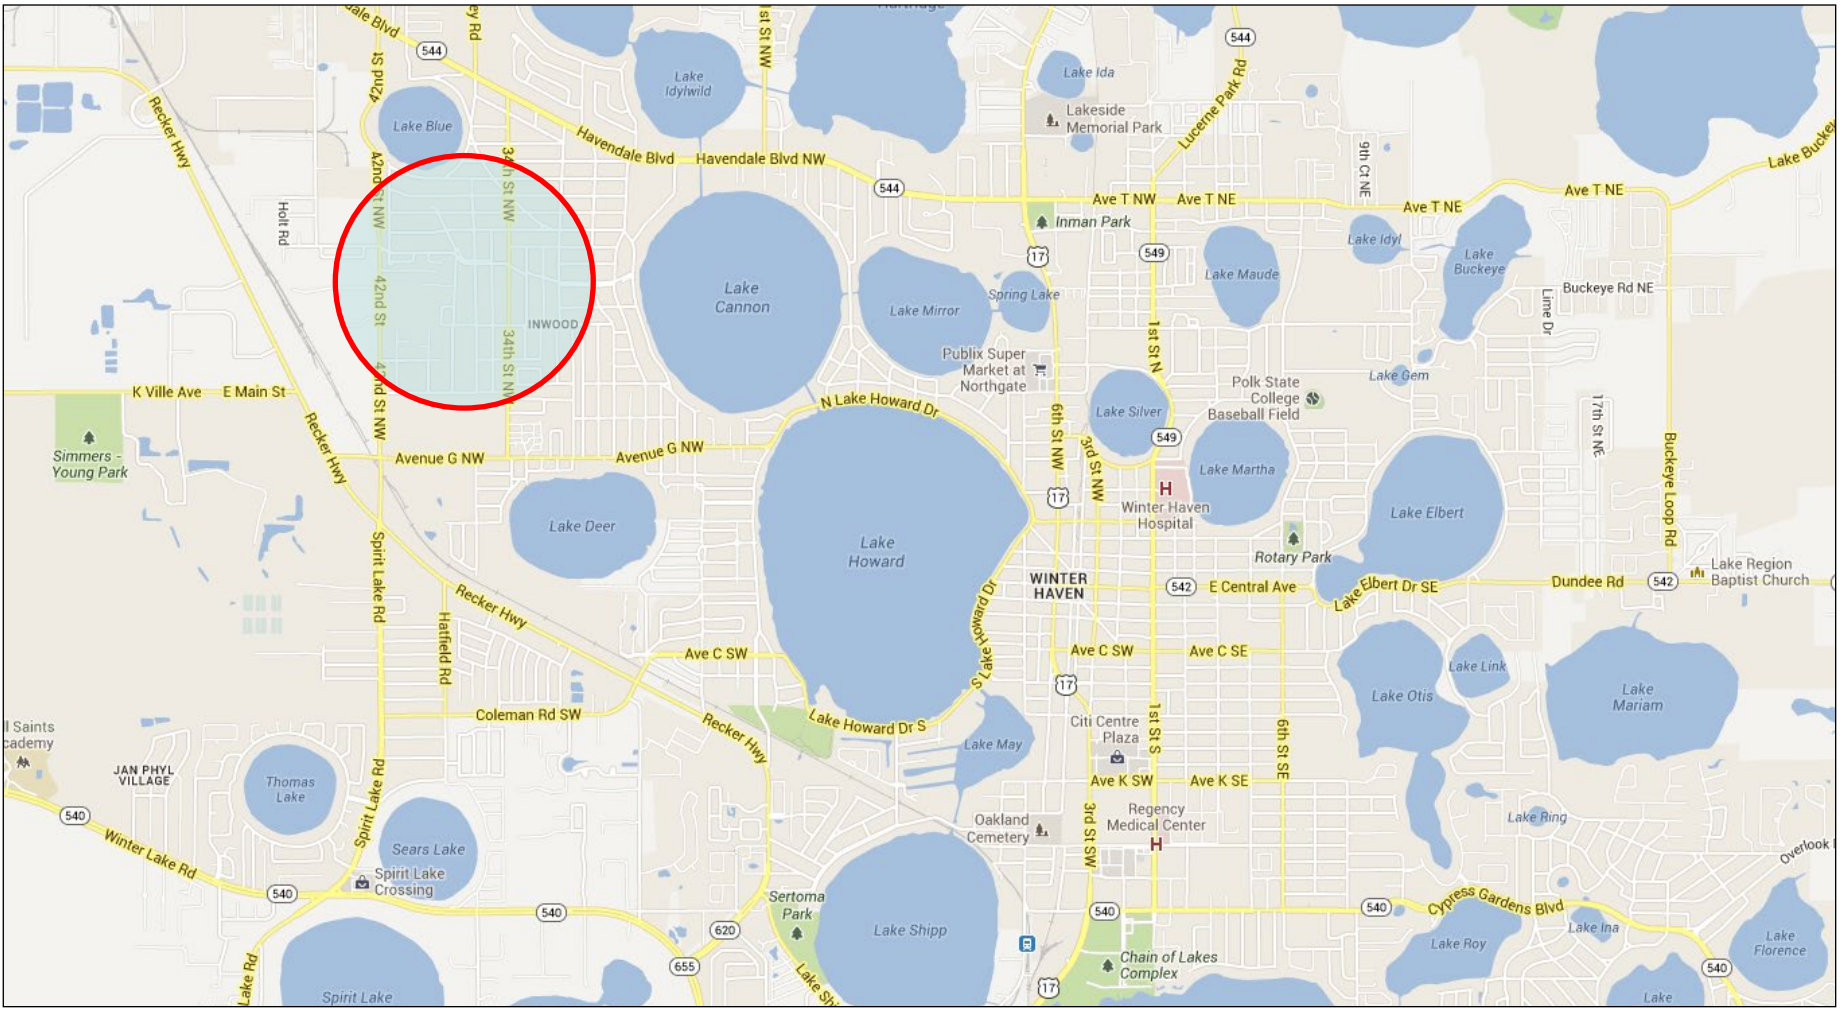 dale Blvd
544
42nd St
ey Rd
1st St NW
Hartridge
Lake
Idylwild
Lake Ida
544
Lakeside
Memorial Park
Lucerne Park Rd
Recker Hwy
Lake Blue
Havendale Blvd
Havendale Blvd NW
544
42nd St NW
34th St NW
9th Ct NE
Lake Buckey
Ave T NW
Ave T NE
Ave T NE
Ave T NE
Holt Rd
Inman Park
17
549
Lake Idyl
Lake
Buckeye
Lake Maude
Buckeye Rd NE
Lime Dr
Lake
Cannon
Lake Mirror
Spring Lake
42nd St
INWOOD
34th St NW
1st St N
Publix Super
Market at
Northgate
Polk State
College
Baseball Field
Lake Gem
K Ville Ave
E Main St
42nd St NW
N Lake Howard Dr
Lake Silver
17th St NE
Recker Hwy
Simmers -
Young Park
Avenue G NW
Avenue G NW
6th St NW
3rd St NW
549
Lake Martha
Buckeye Loop Rd
17
H
Winter Haven
Hospital
Lake Deer
Lake Elbert
Lake
Howard
Rotary Park
Spirit Lake Rd
WINTER
HAVEN
542
E Central Ave
Lake Elbert Dr SE
Dundee Rd
542
Lake Region
Baptist Church
Recker Hwy
Hatfield Rd
S Lake Howard Dr
Ave C SW
Ave C SW
Ave C SE
Lake Link
17
Lake Otis
Lake
Mariam
Coleman Rd SW
Recker Hwy
Lake Howard Dr S
Lake May
Citi Centre
Plaza
1st St S
6th St SE
ll Saints
cademy
JAN PHYL
VILLAGE
Thomas
Lake
Spirit Lake Rd
Ave K SW
Ave K SE
540
Winter Lake Rd
Sears Lake
Oakland
Cemetery
3rd St SW
Regency
Medical Center
H
Lake Ring
Overlook
Spirit Lake
Crossing
540
540
Sertoma
Park
620
Lake Shipp
540
540
Cypress Gardens Blvd
Lake Roy
Lake Ina
Lake
Florence
655
Lake Shi
Chain of Lakes
Complex
17
540
Lake Rd
Spirit Lake
Lake